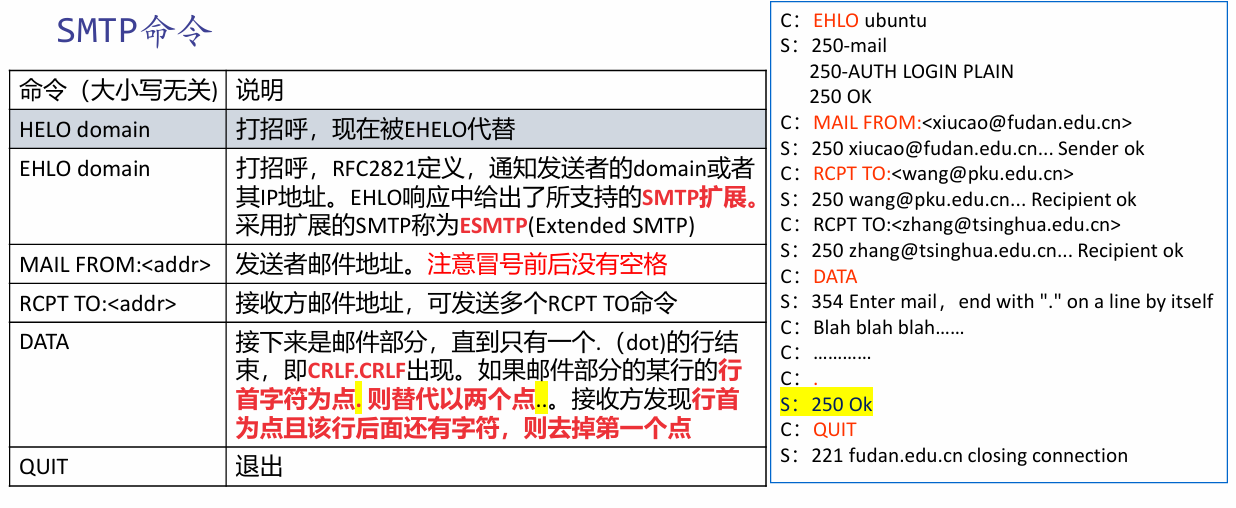 SMTP命令
命令（大小写无关)
说明
HELO domain
打招呼，现在被EHELO代替
EHLO domain
打招呼，RFC2821定义，通知发送者的domain或者
其IP地址。EHLO响应中给出了所支持的SMTP扩展。
采用扩展的SMTP称为ESMTP(Extended SMTP)
MAIL FROM:<addr>
发送者邮件地址。注意冒号前后没有空格
RCPT TO:<addr>
接收方邮件地址，可发送多个RCPT TO命令
DATA
接下来是邮件部分，直到只有一个.（dot)的行结
束，即CRLF.CRLF出现。如果邮件部分的某行的行
首字符为点. 则替代以两个点..。接收方发现行首
为点且该行后面还有字符，则去掉第一个点
QUIT
退出
C： EHLO ubuntu
S： 250-mail
250-AUTH LOGIN PLAIN
250 OK
C： MAIL FROM:<xiucao@fudan.edu.cn>
S： 250 xiucao@fudan.edu.cn... Sender ok
C： RCPT TO:<wang@pku.edu.cn>
S： 250 wang@pku.edu.cn... Recipient ok
C： RCPT TO:<zhang@tsinghua.edu.cn>
S： 250 zhang@tsinghua.edu.cn... Recipient ok
C： DATA
S： 354 Enter mail，end with "." on a line by itself
C： Blah blah blah……
C： …………
C： .
S： 250 Ok
C： QUIT
S： 221 fudan.edu.cn closing connection